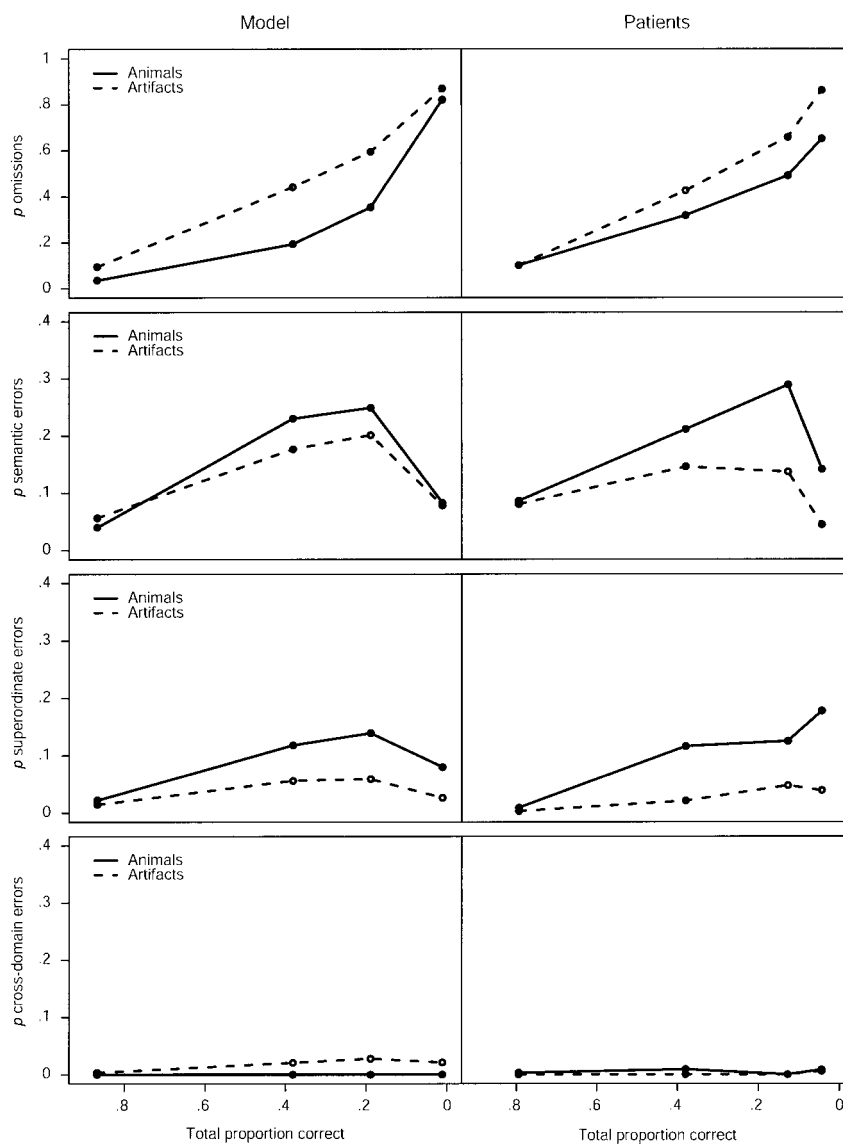 Model Patients
1
.8
.6
.4
.2
0
p omissions
Animals
Artifacts
.4
.3
.2
.1
0
p semantic errors
Animals
Artifacts
.4
.3
.2
.1
0
p superordinate errors
Animals
Artifacts
.4
.3
.2
.1
0
p cross-domain errors
Animals
Artifacts
.8 .6 .4 .2 0 .8 .6 .4 .2 0
Total proportion correct Total proportion correct